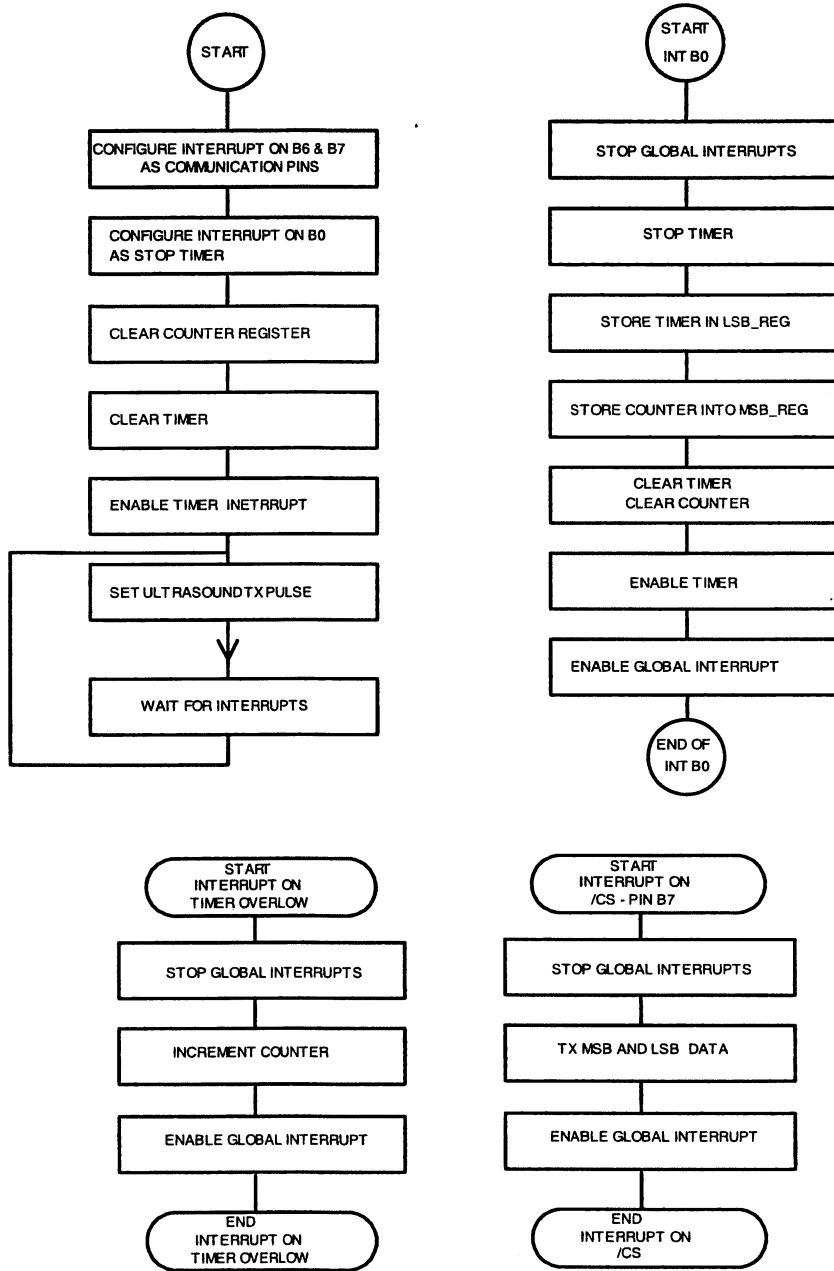 START
CONFIGURE INTERRUPT ON B6 & B7
AS COMMUNICATION PINS
CONFIGURE INTERRUPT ON B0
AS STOP TIMER
CLEAR COUNTER REGISTER
CLEAR TIMER
ENABLE TIMER INETRRUPT
SET ULTRASOUND TX PULSE
WAIT FOR INTERRUPTS
START
INT B0
STOP GLOBAL INTERRUPTS
STOP TIMER
STORE TIMER IN LSB_REG
STORE COUNTER INTO MSB_REG
CLEAR TIMER
CLEAR COUNTER
ENABLE TIMER
ENABLE GLOBAL INTERRUPT
END OF
INT B0
START
INTERRUPT ON
TIMER OVERLOW
STOP GLOBAL INTERRUPTS
INCREMENT COUNTER
ENABLE GLOBAL INTERRUPT
END
INTERRUPT ON
TIMER OVERLOW
START
INTERRUPT ON
/CS - PIN B7
STOP GLOBAL INTERRUPTS
TX MSB AND LSB DATA
ENABLE GLOBAL INTERRUPT
END
INTERRUPT ON
/CS